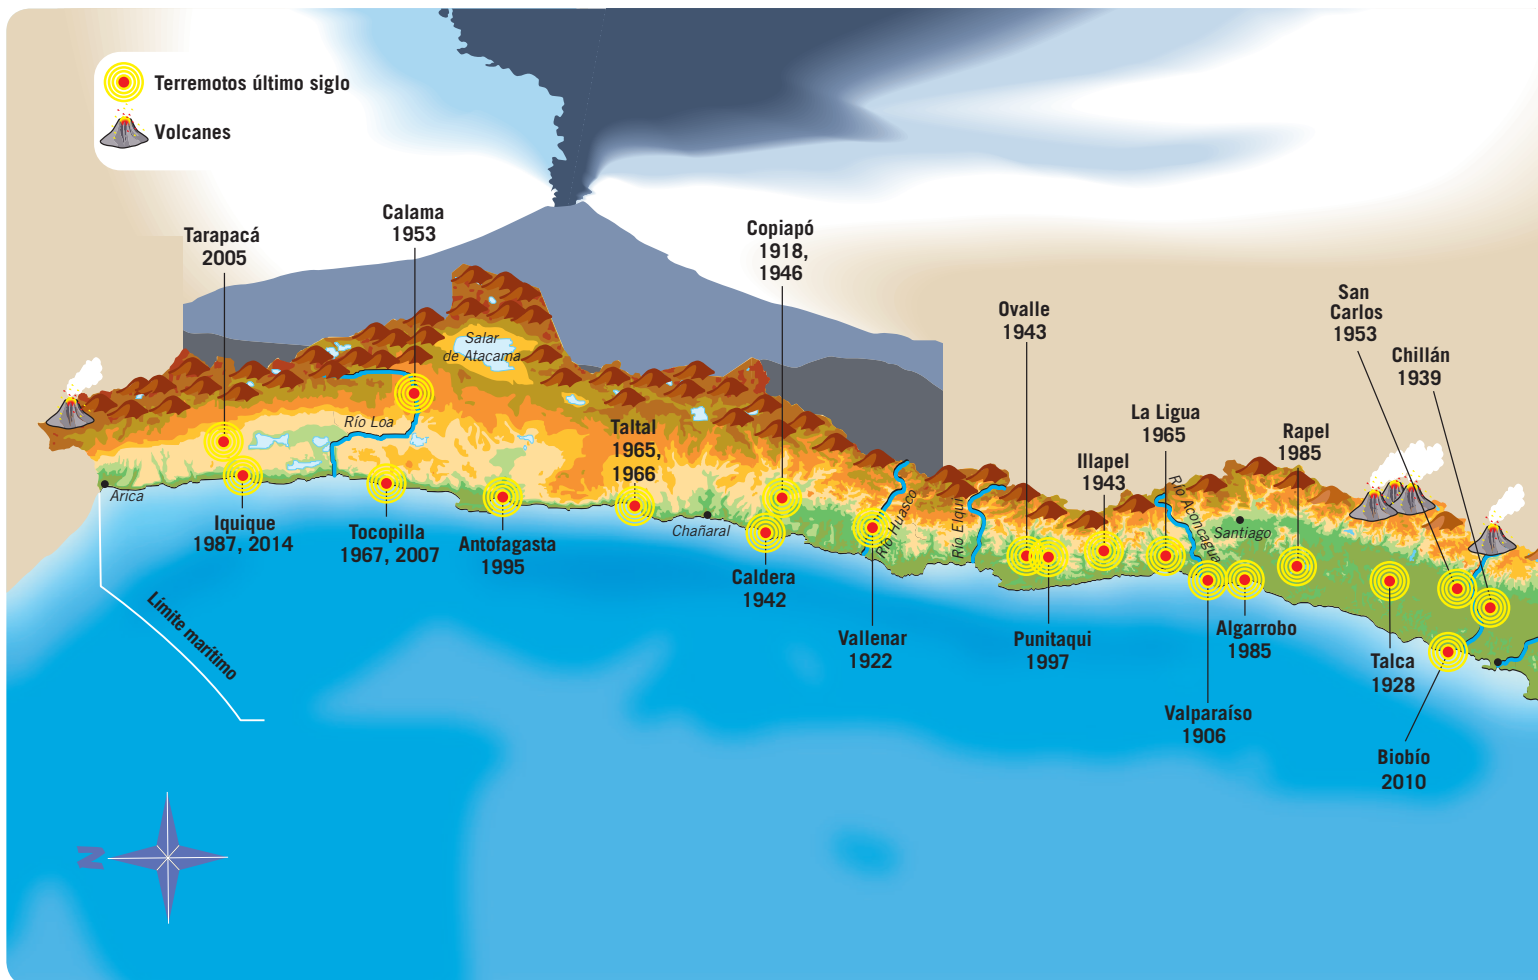 Terremotos último siglo
Volcanes
Tarapacá
2005
Calama
1953
Copiapó
1918,
1946
Ovalle
1943
San
Carlos
1953
Chillán
1939
Salar
de Atacama
Río Loa
Taltal
1965,
1966
La Ligua
1965
Rapel
1985
Illapel
1943
Arica
Iquique
1987, 2014
Tocopilla
1967, 2007
Antofagasta
1995
Chañaral
Caldera
1942
Río Huasco
Río Elqui
Río Aconcagua
Santiago
Vallenar
1922
Punitaqui
1997
Algarrobo
1985
Talca
1928
Valparaíso
1906
Biobío
2010
Límite marítimo
N